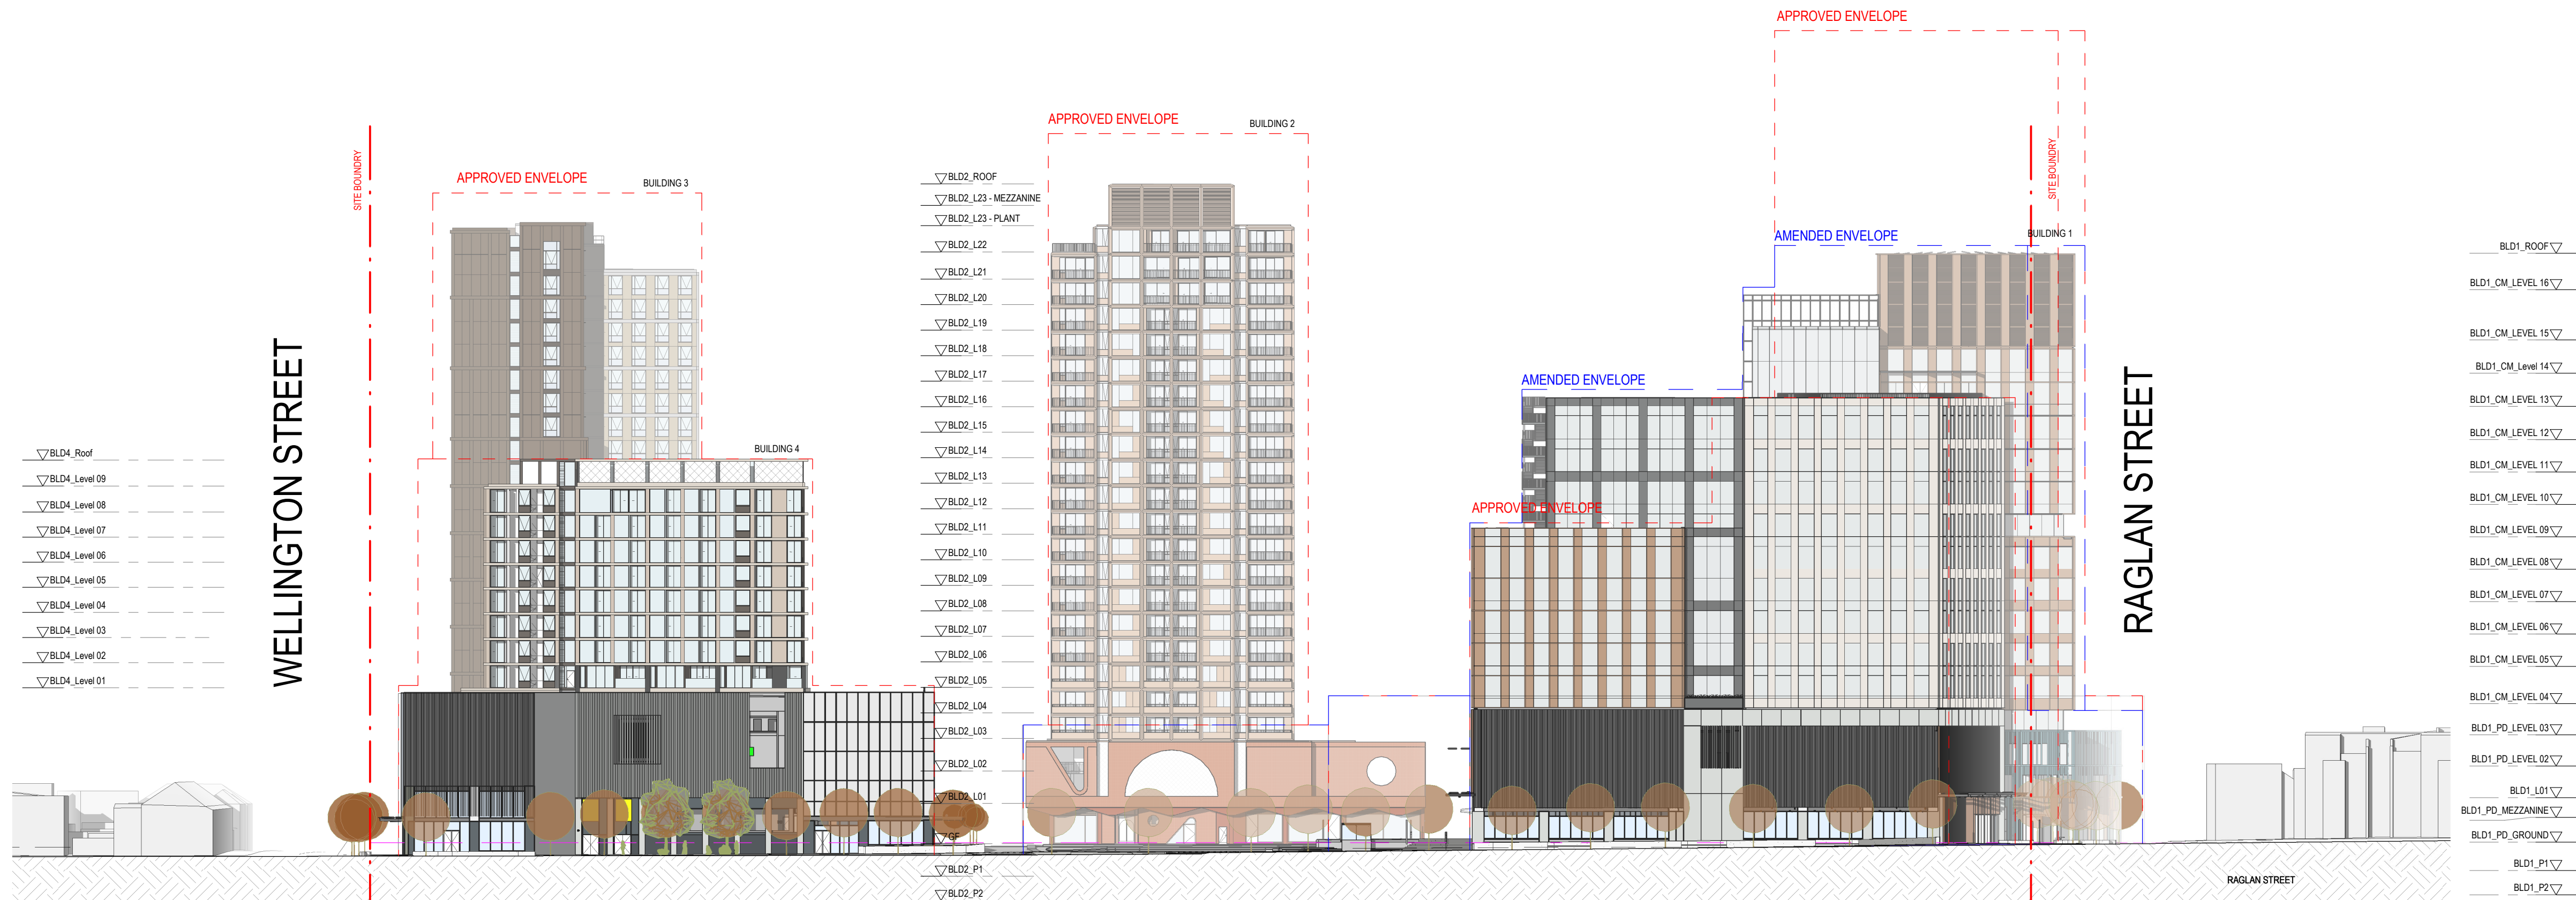 WELLINGTON STREET
SITE BOUNDRY
APPROVED ENVELOPE
BUILDING 3
BUILDING 4
BLD4_Roof
BLD4_Level 09
BLD4_Level 08
BLD4_Level 07
BLD4_Level 06
BLD4_Level 05
BLD4_Level 04
BLD4_Level 03
BLD4_Level 02
BLD4_Level 01
APPROVED ENVELOPE
BUILDING 2
BLD2_ROOF
BLD2_L23 - MEZZANINE
BLD2_L23 - PLANT
BLD2_L22
BLD2_L21
BLD2_L20
BLD2_L19
BLD2_L18
BLD2_L17
BLD2_L16
BLD2_L15
BLD2_L14
BLD2_L13
BLD2_L12
BLD2_L11
BLD2_L10
BLD2_L09
BLD2_L08
BLD2_L07
BLD2_L06
BLD2_L05
BLD2_L04
BLD2_L03
BLD2_L02
BLD2_L01
GF
BLD2_P1
BLD2_P2
APPROVED ENVELOPE
SITE BOUNDRY
AMENDED ENVELOPE
BUILDING 1
AMENDED ENVELOPE
APPROVED ENVELOPE
RAGLAN STREET
RAGLAN STREET
BLD1_ROOF
BLD1_CM_LEVEL 16
BLD1_CM_LEVEL 15
BLD1_CM_Level 14
BLD1_CM_LEVEL 13
BLD1_CM_LEVEL 12
BLD1_CM_LEVEL 11
BLD1_CM_LEVEL 10
BLD1_CM_LEVEL 09
BLD1_CM_LEVEL 08
BLD1_CM_LEVEL 07
BLD1_CM_LEVEL 06
BLD1_CM_LEVEL 05
BLD1_CM_LEVEL 04
BLD1_PD_LEVEL 03
BLD1_PD_LEVEL 02
BLD1_L01
BLD1_PD_MEZZANINE
BLD1_PD_GROUND
BLD1_P1
BLD1_P2